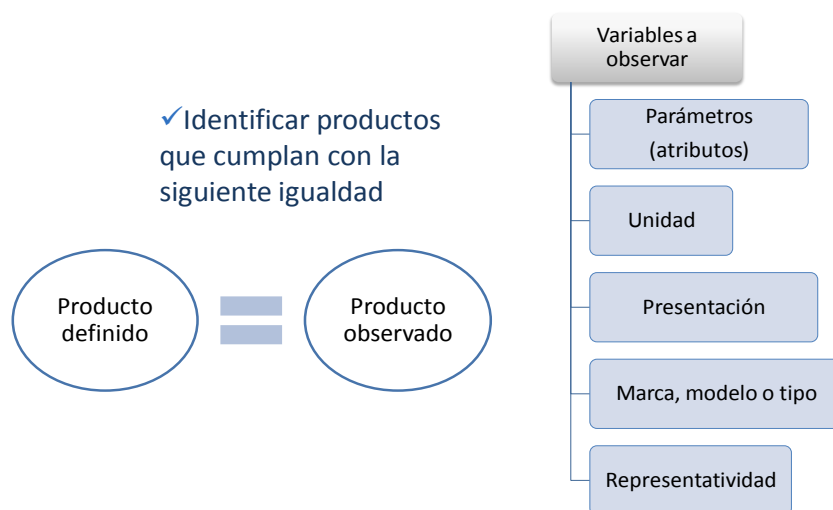 ✓Identificar productos
que cumplan con la
siguiente igualdad
Producto
definido
Producto
observado
Variables a
observar
Parámetros
(atributos)
Unidad
Presentación
Marca, modelo o tipo
Representatividad